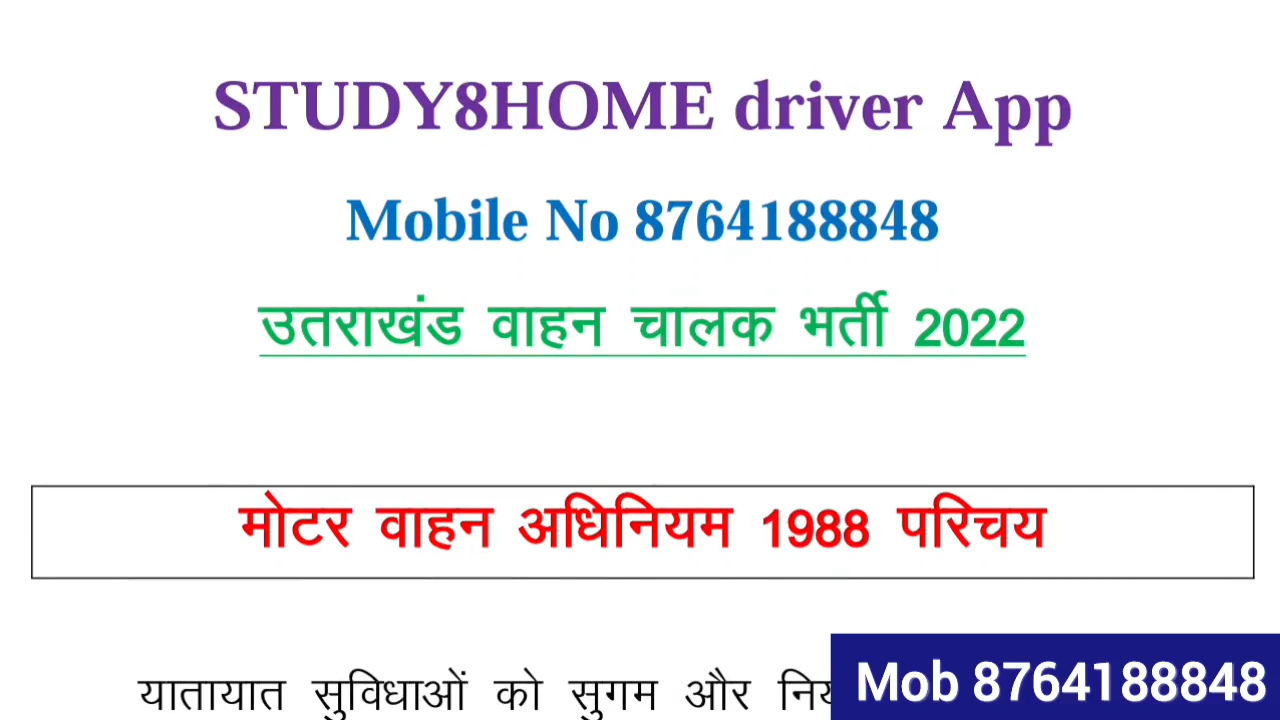 STUDY8HOME driver App
Mobile No 8764188848
उतराखंड वाहन चालक भर्ती 2022
मोटर वाहन अधिनियम 1988 परिचय
यातायात सुविधाओं को सुगम और
Mob 8764188848